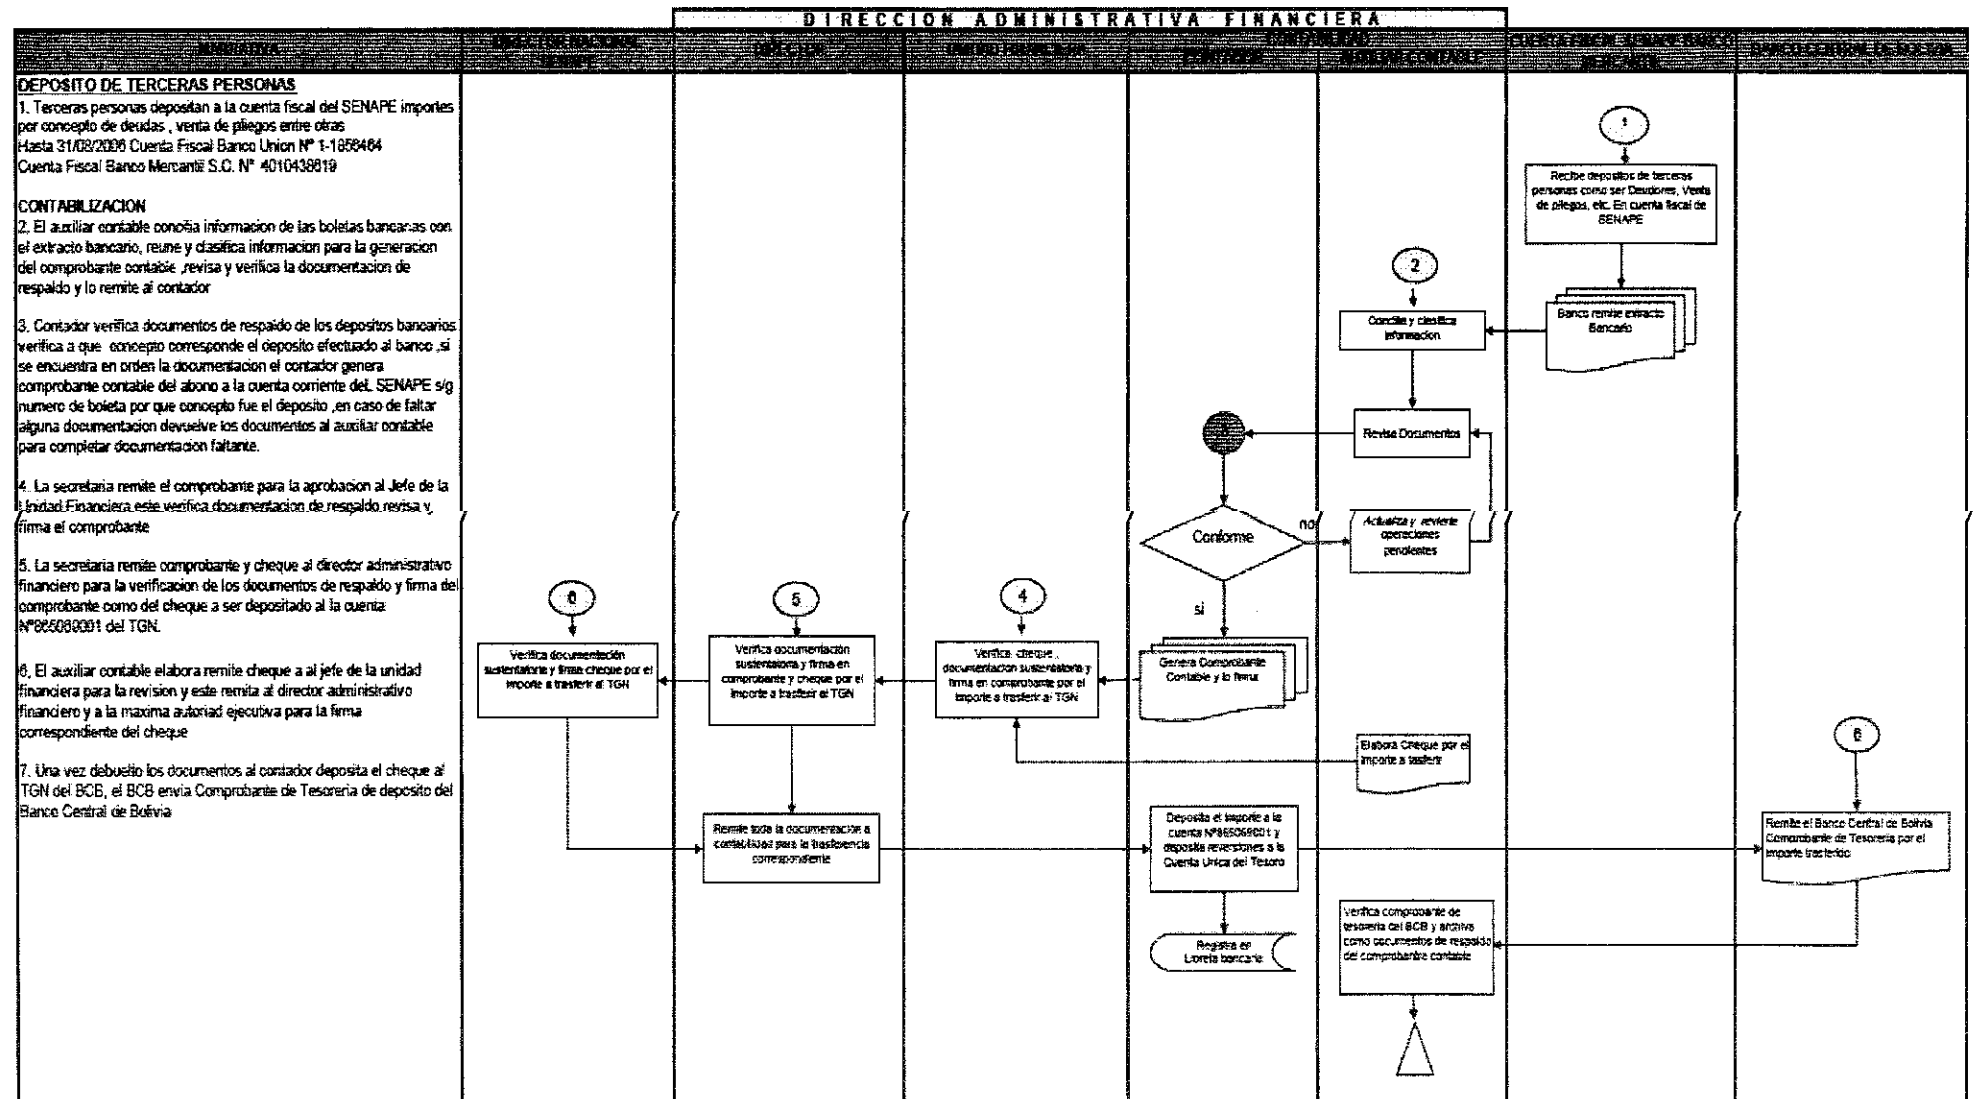 DIRECCION ADMINISTRATIVA FINANCIERA
NARRATIVA
DIRECTOR
UNIDAD FINANCIERA
CONTADOR
BANCO CENTRAL DE BOLIVIA
DEPOSITO DE TERCERAS PERSONAS
1. Terceras personas depositan a la cuenta fiscal del SENAPE importes
por concepto de deudas , venta de pliegos entre otras
Hasta 31/08/2006 Cuenta Fiscal Banco Union Nº 1-1856464
Cuenta Fiscal Banco Mercantil S.C. Nº 4010438619
CONTABILIZACION
2. El auxiliar contable concilia informacion de las boletas bancarias con
el extracto bancario, reune y clasifica informacion para la generacion
del comprobante contable ,revisa y verifica la documentacion de
respaldo y lo remite al contador
3. Contador verifica documentos de respaldo de los depositos bancarios
verifica a que concepto corresponde el deposito efectuado al banco ,si
se encuentra en orden la documentacion el contador genera
comprobante contable del abono a la cuenta corriente deL SENAPE s/g
numero de boleta por que concepto fue el deposito ,en caso de faltar
alguna documentacion devuelve los documentos al auxiliar contable
para completar documentacion faltante.
4. La secretaria remite el comprobante para la aprobacion al Jefe de la
Unidad Financiera este verifica documentacion de respaldo revisa y
firma el comprobante
5. La secretaria remite comprobante y cheque al director administrativo
financiero para la verificacion de los documentos de respaldo y firma del
comprobante como del cheque a ser depositado al la cuenta
Nº865069001 del TGN.
6. El auxiliar contable elabora remite cheque a al jefe de la unidad
financiera para la revision y este remita al director administrativo
financiero y a la maxima autoriad ejecutiva para la firma
correspondiente del cheque
7. Una vez debuelto los documentos al contador deposita el cheque al
TGN del BCB, el BCB envia Comprobante de Tesoreria de deposito del
Banco Central de Bolivia
1
Recibe depositos de terceras
personas como ser Deudores, Venta
de pliegos, etc. En cuenta fiscal de
SENAPE
Banco remite extracto
Bancario
2
Concilia y clasifica
informacion
Revisa Documentos
Conforme
no
Actualiza y revierte
operaciones
pendientes
si
Genera Comprobante
Contable y lo firma
4
Verifica cheque ,
documentacion sustentatoria y
firma en comprobante por el
importe a trasferir al TGN
5
Verifica documentación
sustentatoria y firma en
comprobante y cheque por el
importe a trasferir al TGN
6
Verifica documentación
sustentatoria y firma cheque por el
importe a trasferir al TGN
Elabora Cheque por el
importe a tasferir
Remite toda la documentación a
contabilidad para la trasferencia
correspondiente
Deposita el importe a la
cuenta Nº865069001 y
deposita reversiones a la
Cuenta Unica del Tesoro
Registra en
Libreta bancaria
6
Remite el Banco Central de Bolivia
Comprobante de Tesoreria por el
importe trasferido
Verifica comprobante de
tesoreria del BCB y archiva
como documentos de respaldo
del comprobantre contable